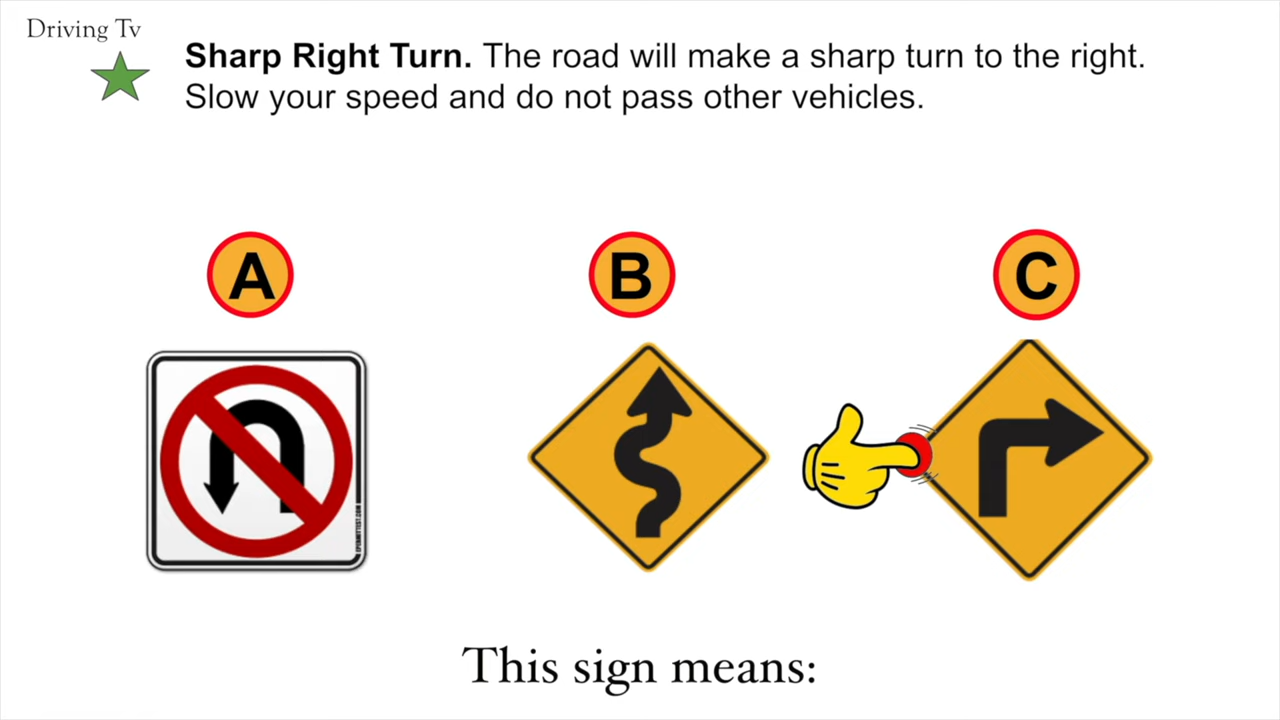 Driving Tv
Sharp Right Turn. The road will make a sharp turn to the right.
Slow your speed and do not pass other vehicles.
A
B
C
This sign means: